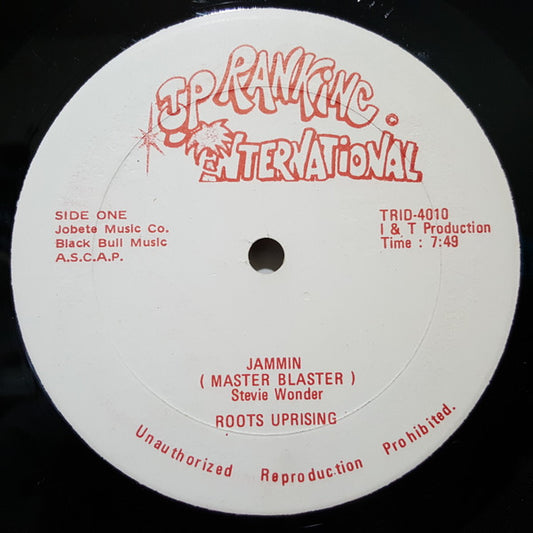 JP RANKING ©
INTERNATIONAL
SIDE ONE
Jobete Music Co.
Black Bull Music
A.S.C.A.P.
TRID-4010
I & T Production
Time : 7:49
JAMMIN
( MASTER BLASTER )
Stevie Wonder
ROOTS UPRISING
Unauthorized Reproduction Prohibited.